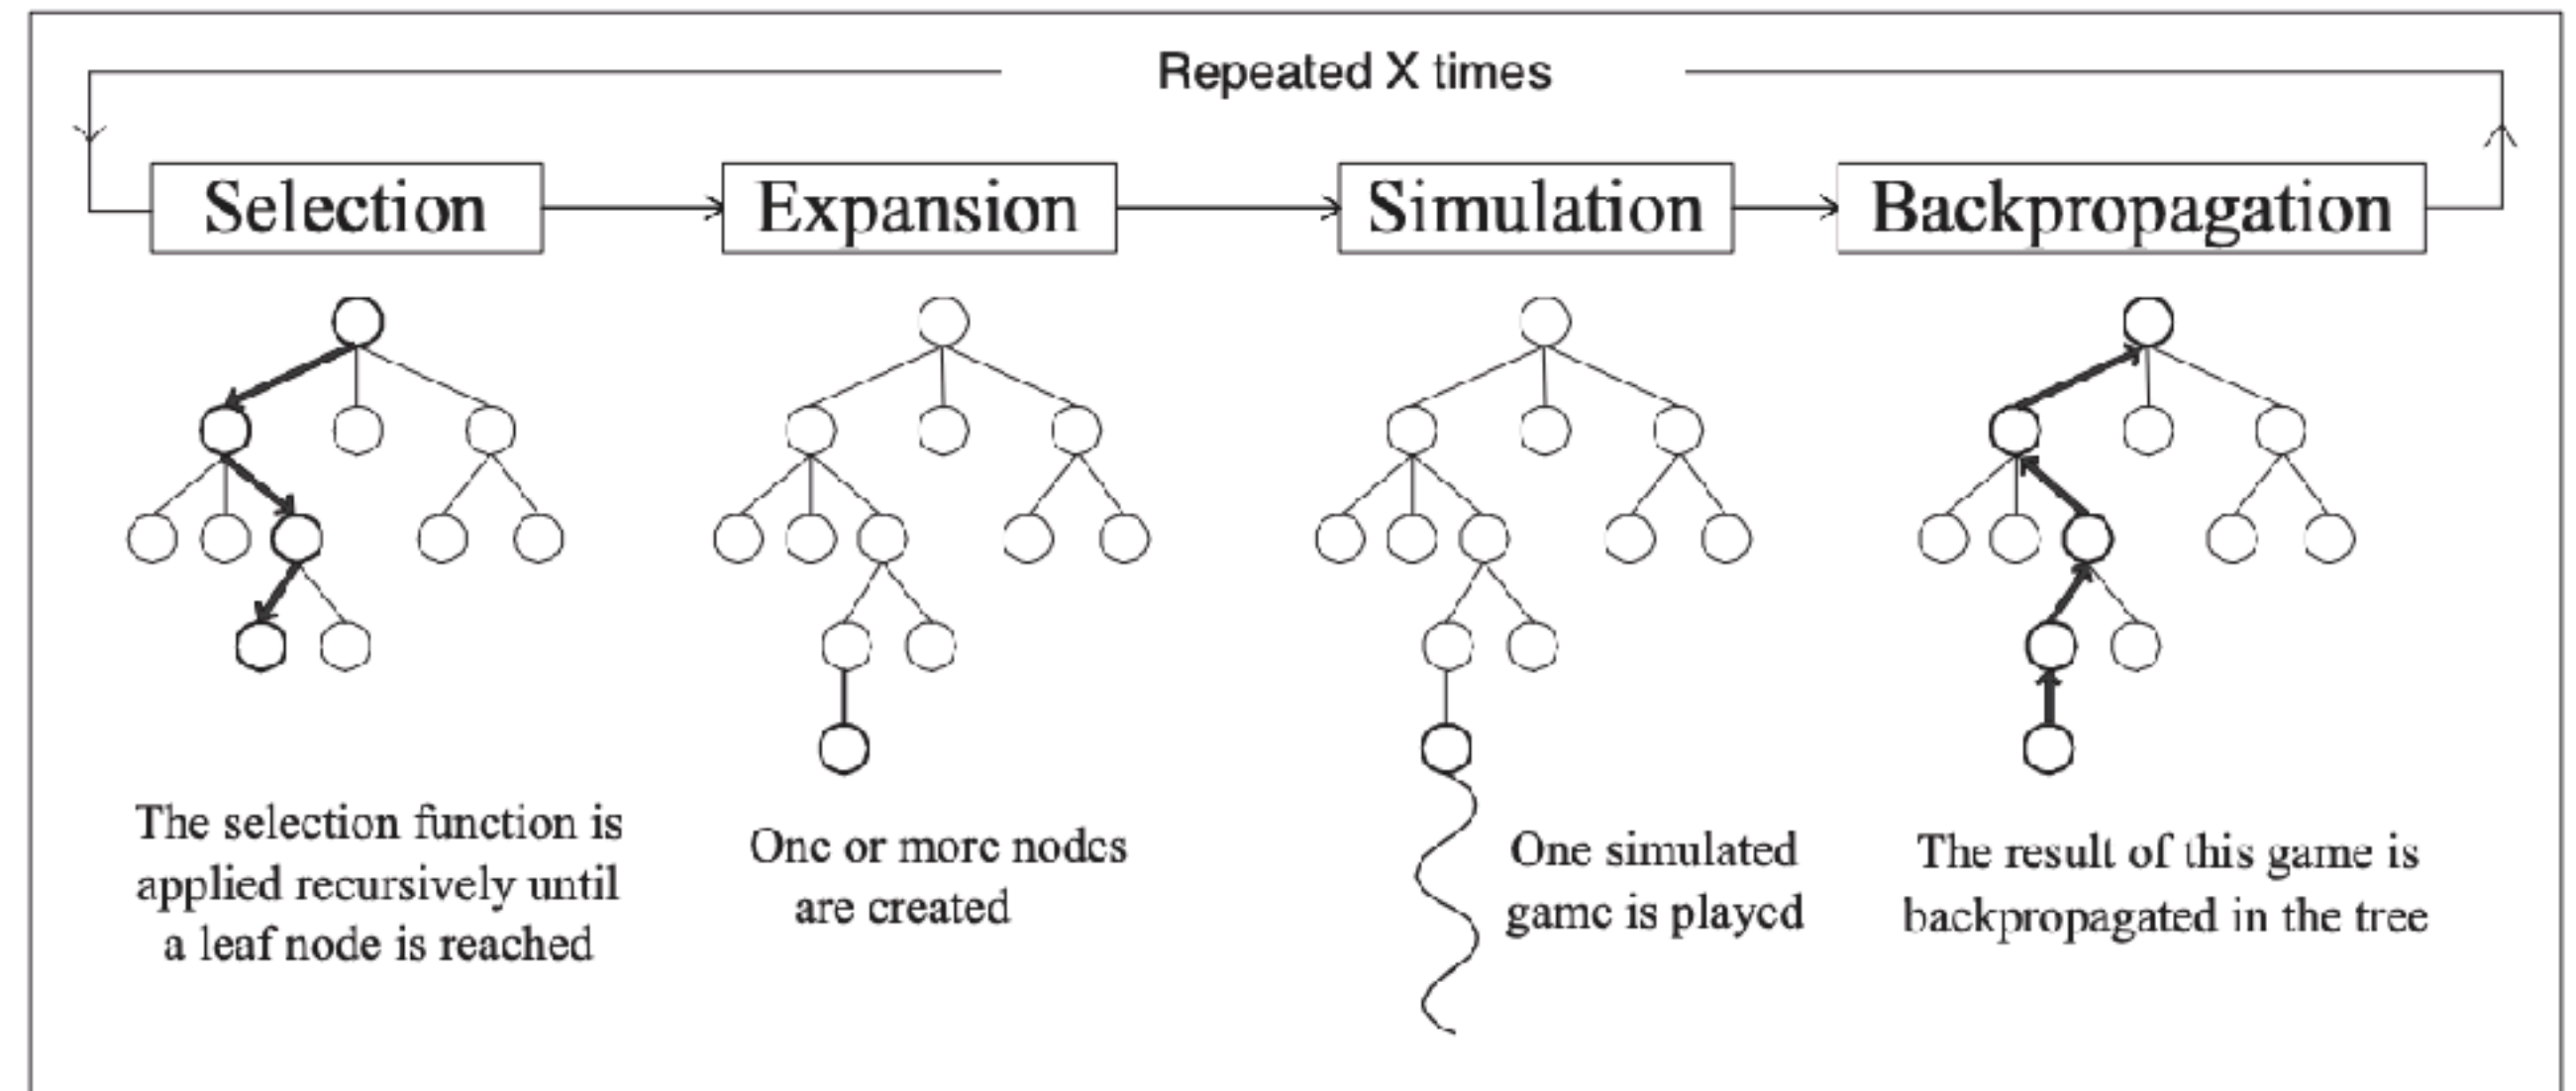 Repeated X times
Selection
Expansion
Simulation
Backpropagation
The selection function is
applied recursively until
a leaf node is reached
One or more nodes
are created
One simulated
game is played
The result of this game is
backpropagated in the tree